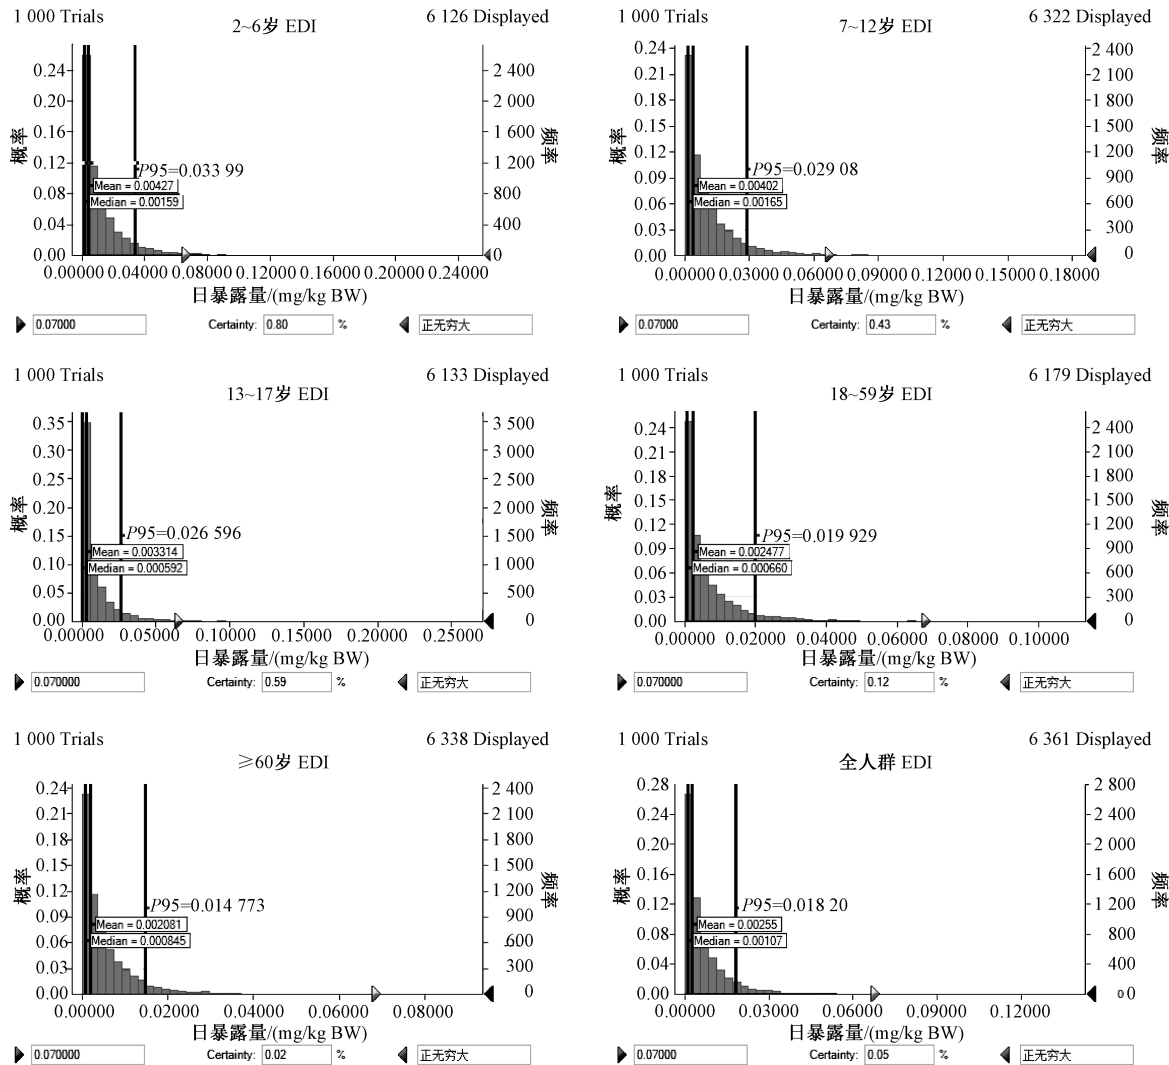 1 000 Trials
2~6岁 EDI
6 126 Displayed
概率
0.24
0.20
0.16
0.12
0.08
0.04
0.00
2 400
2 000
1 600
1 200
800
400
0
频率
P95=0.033 99
Mean = 0.00427
Median = 0.00159
0.00000 0.04000 0.08000 0.12000 0.16000 0.20000 0.24000
日暴露量/(mg/kg BW)
0.07000 Certainty: 0.80 % 正无穷大
1 000 Trials
7~12岁 EDI
6 322 Displayed
概率
0.24
0.21
0.18
0.15
0.12
0.09
0.06
0.03
0.00
2 400
2 100
1 800
1 500
1 200
900
600
300
0
频率
P95=0.029 08
Mean = 0.00402
Median = 0.00165
0.00000 0.03000 0.06000 0.09000 0.12000 0.15000 0.18000
日暴露量/(mg/kg BW)
0.07000 Certainty: 0.43 % 正无穷大
1 000 Trials
13~17岁 EDI
6 133 Displayed
概率
0.35
0.30
0.25
0.20
0.15
0.10
0.05
0.00
3 500
3 000
2 500
2 000
1 500
1 000
500
0
频率
P95=0.026 596
Mean = 0.003314
Median = 0.000592
0.00000 0.05000 0.10000 0.15000 0.20000 0.25000
日暴露量/(mg/kg BW)
0.070000 Certainty: 0.59 % 正无穷大
1 000 Trials
18~59岁 EDI
6 179 Displayed
概率
0.24
0.21
0.18
0.15
0.12
0.09
0.06
0.03
0.00
2 400
2 100
1 800
1 500
1 200
900
600
300
0
频率
P95=0.019 929
Mean = 0.002477
Median = 0.000660
0.00000 0.02000 0.04000 0.06000 0.08000 0.10000
日暴露量/(mg/kg BW)
0.070000 Certainty: 0.12 % 正无穷大
1 000 Trials
≥60岁 EDI
6 338 Displayed
概率
0.24
0.21
0.18
0.15
0.12
0.09
0.06
0.03
0.00
2 400
2 100
1 800
1 500
1 200
900
600
300
0
频率
P95=0.014 773
Mean = 0.002081
Median = 0.000845
0.00000 0.02000 0.04000 0.06000 0.08000
日暴露量/(mg/kg BW)
0.070000 Certainty: 0.02 % 正无穷大
1 000 Trials
全人群 EDI
6 361 Displayed
概率
0.28
0.24
0.20
0.16
0.12
0.08
0.04
0.00
2 800
2 400
2 000
1 600
1 200
800
400
0
频率
P95=0.018 20
Mean = 0.00255
Median = 0.00107
0.00000 0.03000 0.06000 0.09000 0.12000
日暴露量/(mg/kg BW)
0.07000 Certainty: 0.05 % 正无穷大